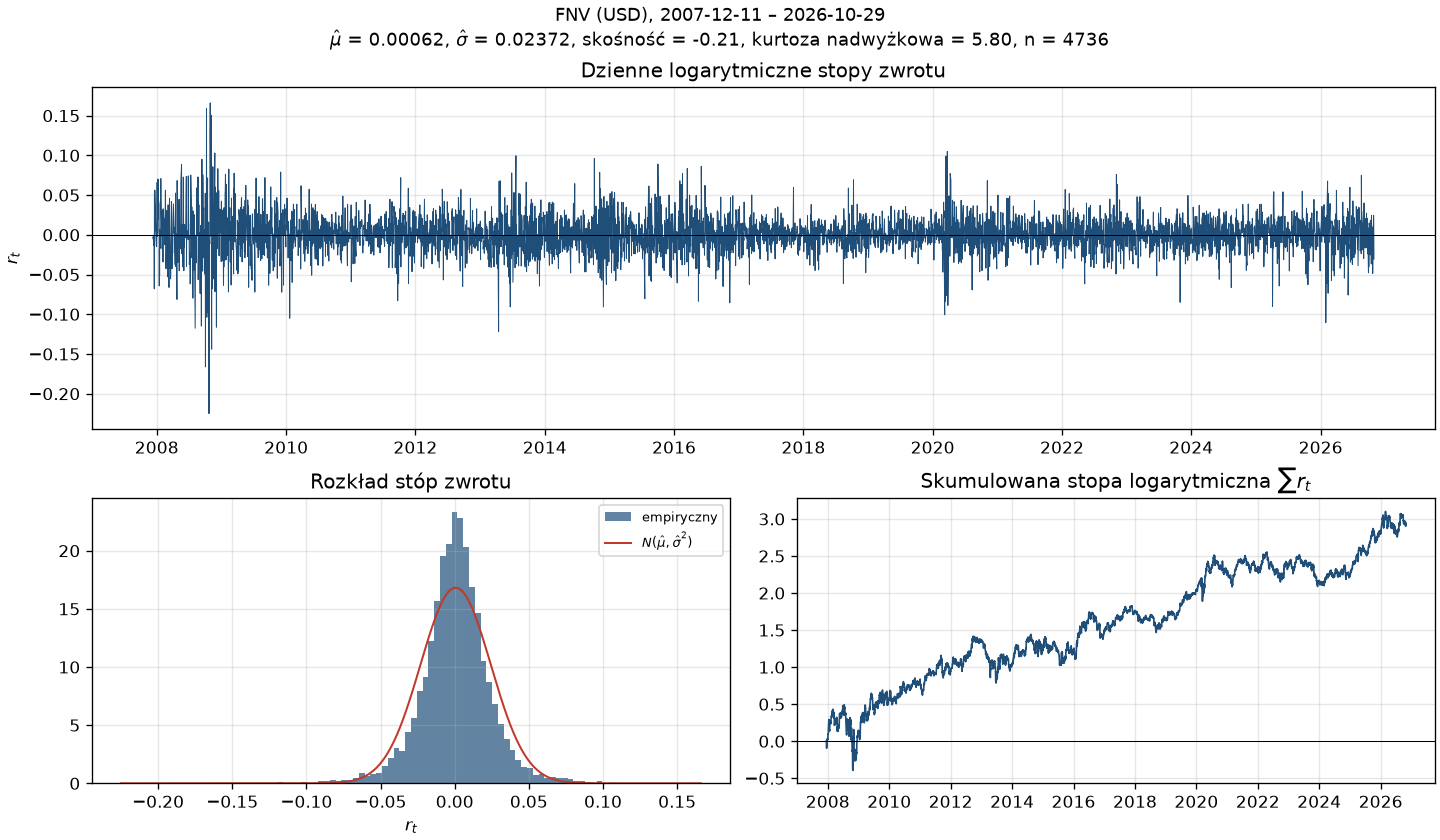 FNV (USD), 2007-12-11 – 2026-10-29
μ̂ = 0.00062, σ̂ = 0.02372, skośność = -0.21, kurtoza nadwyżkowa = 5.80, n = 4736
Dzienne logarytmiczne stopy zwrotu
0.15
0.10
0.05
0.00
−0.05
−0.10
−0.15
−0.20
r_t
2008 2010 2012 2014 2016 2018 2020 2022 2024 2026
Rozkład stóp zwrotu
empiryczny
N(μ̂, σ̂²)
20
15
10
5
0
−0.20 −0.15 −0.10 −0.05 0.00 0.05 0.10 0.15
r_t
Skumulowana stopa logarytmiczna ∑r_t
3.0
2.5
2.0
1.5
1.0
0.5
0.0
−0.5
2008 2010 2012 2014 2016 2018 2020 2022 2024 2026